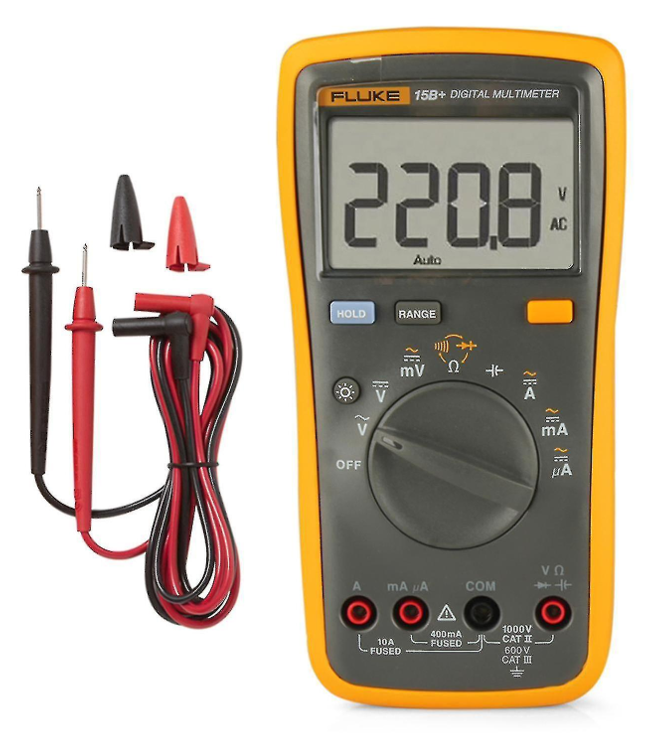 FLUKE 15B+ DIGITAL MULTIMETER
220.8 V AC
Auto
HOLD RANGE
mV Ω
V A
V mA
OFF μA
A mA μA COM V Ω
10A FUSED
400mA FUSED
1000V CAT II
600V CAT III